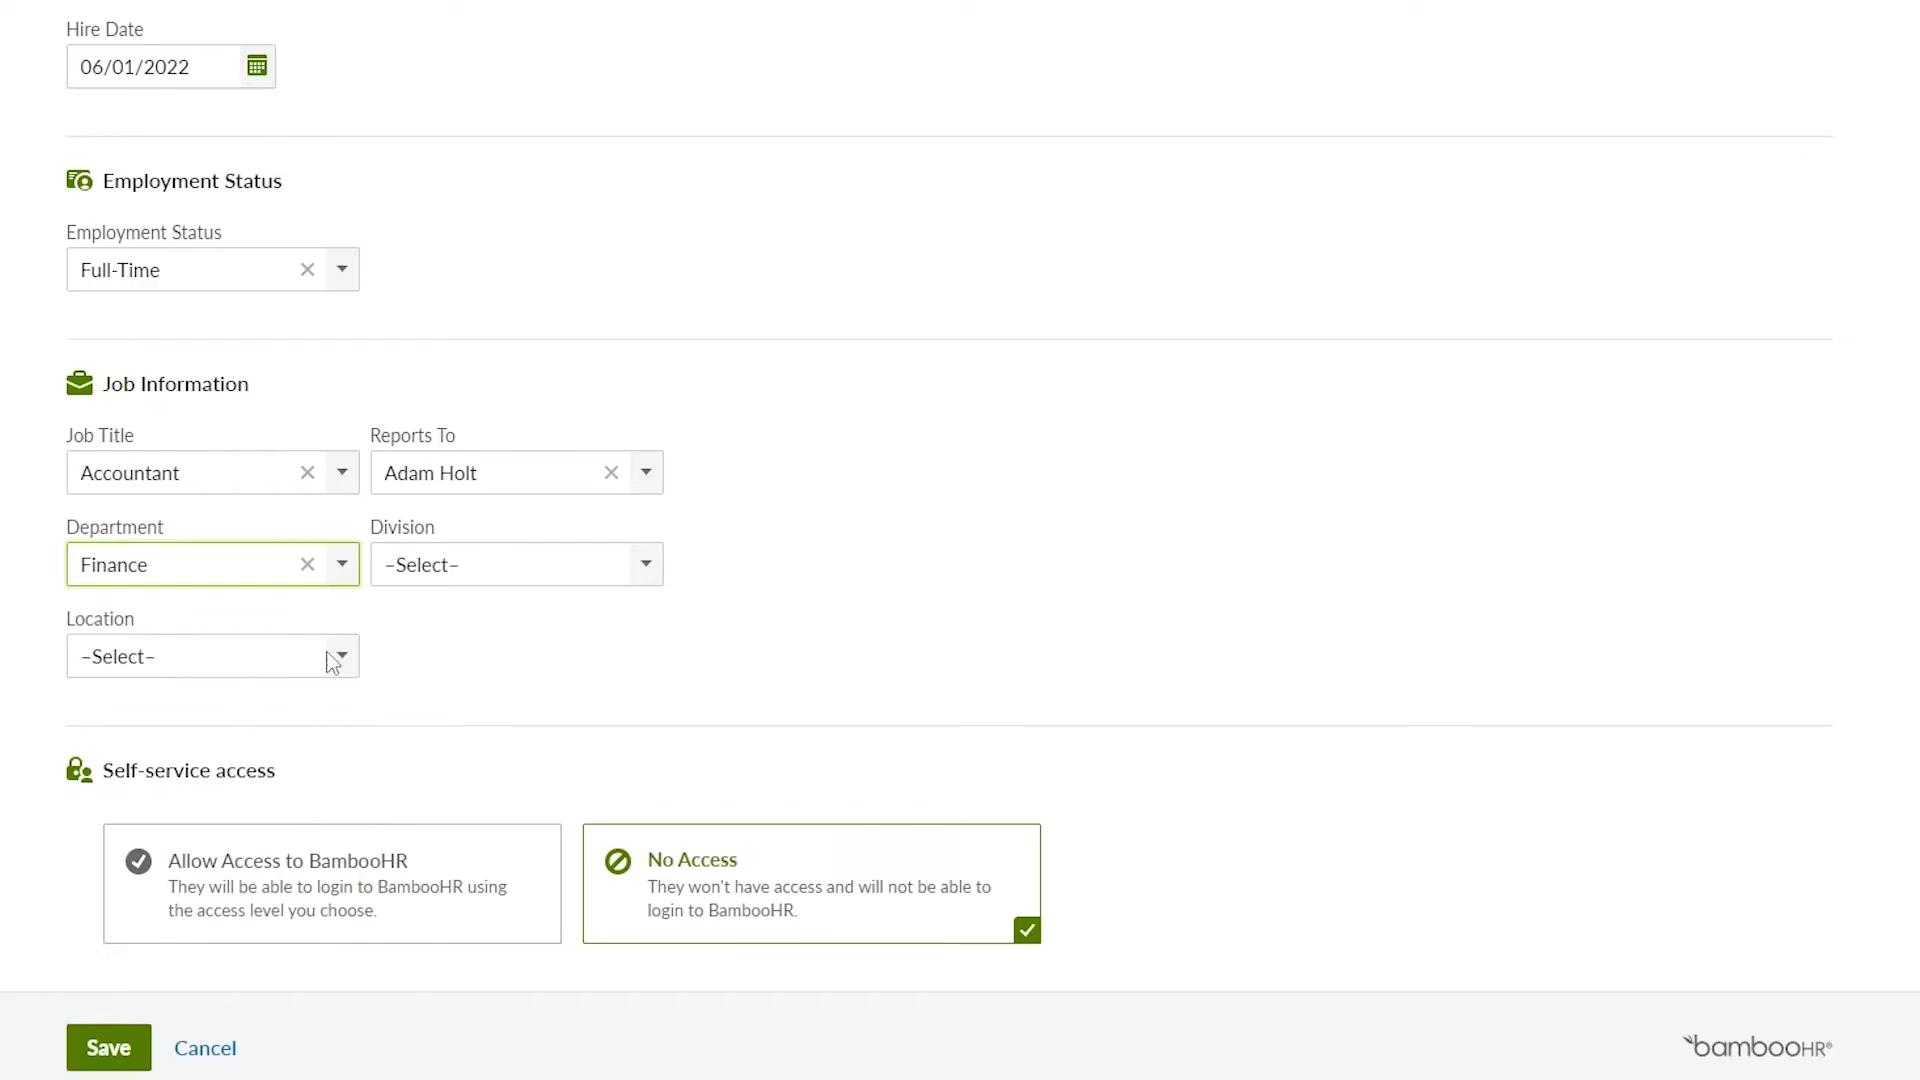 Hire Date
06/01/2022
Employment Status
Employment Status
Full-Time
Job Information
Job Title
Reports To
Accountant
Adam Holt
Department
Division
Finance
–Select–
Location
–Select–
Self-service access
Allow Access to BambooHR
They will be able to login to BambooHR using
the access level you choose.
No Access
They won't have access and will not be able to
login to BambooHR.
Save
Cancel
bambooHR®